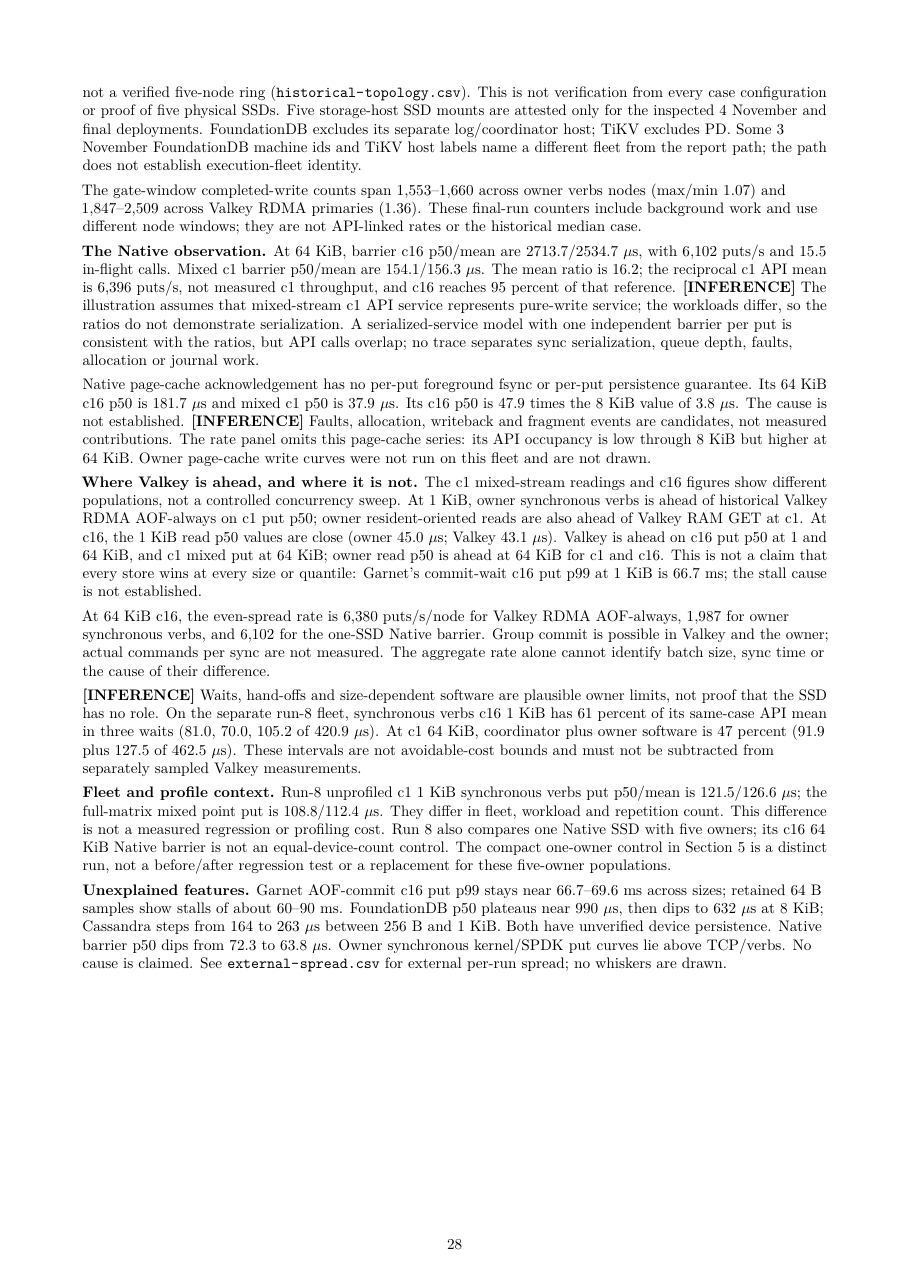 not a verified five-node ring (historical-topology.csv). This is not verification from every case configuration
or proof of five physical SSDs. Five storage-host SSD mounts are attested only for the inspected 4 November and
final deployments. FoundationDB excludes its separate log/coordinator host; TiKV excludes PD. Some 3
November FoundationDB machine ids and TiKV host labels name a different fleet from the report path; the path
does not establish execution-fleet identity.
The gate-window completed-write counts span 1,553–1,660 across owner verbs nodes (max/min 1.07) and
1,847–2,509 across Valkey RDMA primaries (1.36). These final-run counters include background work and use
different node windows; they are not API-linked rates or the historical median case.
The Native observation. At 64 KiB, barrier c16 p50/mean are 2713.7/2534.7 μs, with 6,102 puts/s and 15.5
in-flight calls. Mixed c1 barrier p50/mean are 154.1/156.3 μs. The mean ratio is 16.2; the reciprocal c1 API mean
is 6,396 puts/s, not measured c1 throughput, and c16 reaches 95 percent of that reference. [INFERENCE] The
illustration assumes that mixed-stream c1 API service represents pure-write service; the workloads differ, so the
ratios do not demonstrate serialization. A serialized-service model with one independent barrier per put is
consistent with the ratios, but API calls overlap; no trace separates sync serialization, queue depth, faults,
allocation or journal work.
Native page-cache acknowledgement has no per-put foreground fsync or per-put persistence guarantee. Its 64 KiB
c16 p50 is 181.7 μs and mixed c1 p50 is 37.9 μs. Its c16 p50 is 47.9 times the 8 KiB value of 3.8 μs. The cause is
not established. [INFERENCE] Faults, allocation, writeback and fragment events are candidates, not measured
contributions. The rate panel omits this page-cache series: its API occupancy is low through 8 KiB but higher at
64 KiB. Owner page-cache write curves were not run on this fleet and are not drawn.
Where Valkey is ahead, and where it is not. The c1 mixed-stream readings and c16 figures show different
populations, not a controlled concurrency sweep. At 1 KiB, owner synchronous verbs is ahead of historical Valkey
RDMA AOF-always on c1 put p50; owner resident-oriented reads are also ahead of Valkey RAM GET at c1. At
c16, the 1 KiB read p50 values are close (owner 45.0 μs; Valkey 43.1 μs). Valkey is ahead on c16 put p50 at 1 and
64 KiB, and c1 mixed put at 64 KiB; owner read p50 is ahead at 64 KiB for c1 and c16. This is not a claim that
every store wins at every size or quantile: Garnet's commit-wait c16 put p99 at 1 KiB is 66.7 ms; the stall cause
is not established.
At 64 KiB c16, the even-spread rate is 6,380 puts/s/node for Valkey RDMA AOF-always, 1,987 for owner
synchronous verbs, and 6,102 for the one-SSD Native barrier. Group commit is possible in Valkey and the owner;
actual commands per sync are not measured. The aggregate rate alone cannot identify batch size, sync time or
the cause of their difference.
[INFERENCE] Waits, hand-offs and size-dependent software are plausible owner limits, not proof that the SSD
has no role. On the separate run-8 fleet, synchronous verbs c16 1 KiB has 61 percent of its same-case API mean
in three waits (81.0, 70.0, 105.2 of 420.9 μs). At c1 64 KiB, coordinator plus owner software is 47 percent (91.9
plus 127.5 of 462.5 μs). These intervals are not avoidable-cost bounds and must not be subtracted from
separately sampled Valkey measurements.
Fleet and profile context. Run-8 unprofiled c1 1 KiB synchronous verbs put p50/mean is 121.5/126.6 μs; the
full-matrix mixed point put is 108.8/112.4 μs. They differ in fleet, workload and repetition count. This difference
is not a measured regression or profiling cost. Run 8 also compares one Native SSD with five owners; its c16 64
KiB Native barrier is not an equal-device-count control. The compact one-owner control in Section 5 is a distinct
run, not a before/after regression test or a replacement for these five-owner populations.
Unexplained features. Garnet AOF-commit c16 put p99 stays near 66.7–69.6 ms across sizes; retained 64 B
samples show stalls of about 60–90 ms. FoundationDB p50 plateaus near 990 μs, then dips to 632 μs at 8 KiB;
Cassandra steps from 164 to 263 μs between 256 B and 1 KiB. Both have unverified device persistence. Native
barrier p50 dips from 72.3 to 63.8 μs. Owner synchronous kernel/SPDK put curves lie above TCP/verbs. No
cause is claimed. See external-spread.csv for external per-run spread; no whiskers are drawn.
28